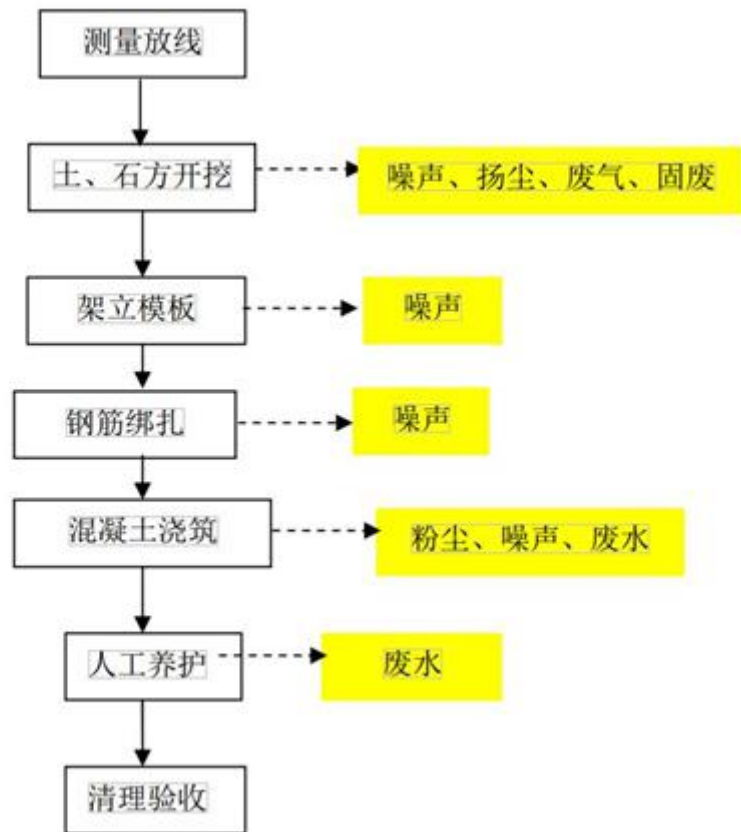 测量放线
土、石方开挖
噪声、扬尘、废气、固废
架立模板
噪声
钢筋绑扎
噪声
混凝土浇筑
粉尘、噪声、废水
人工养护
废水
清理验收